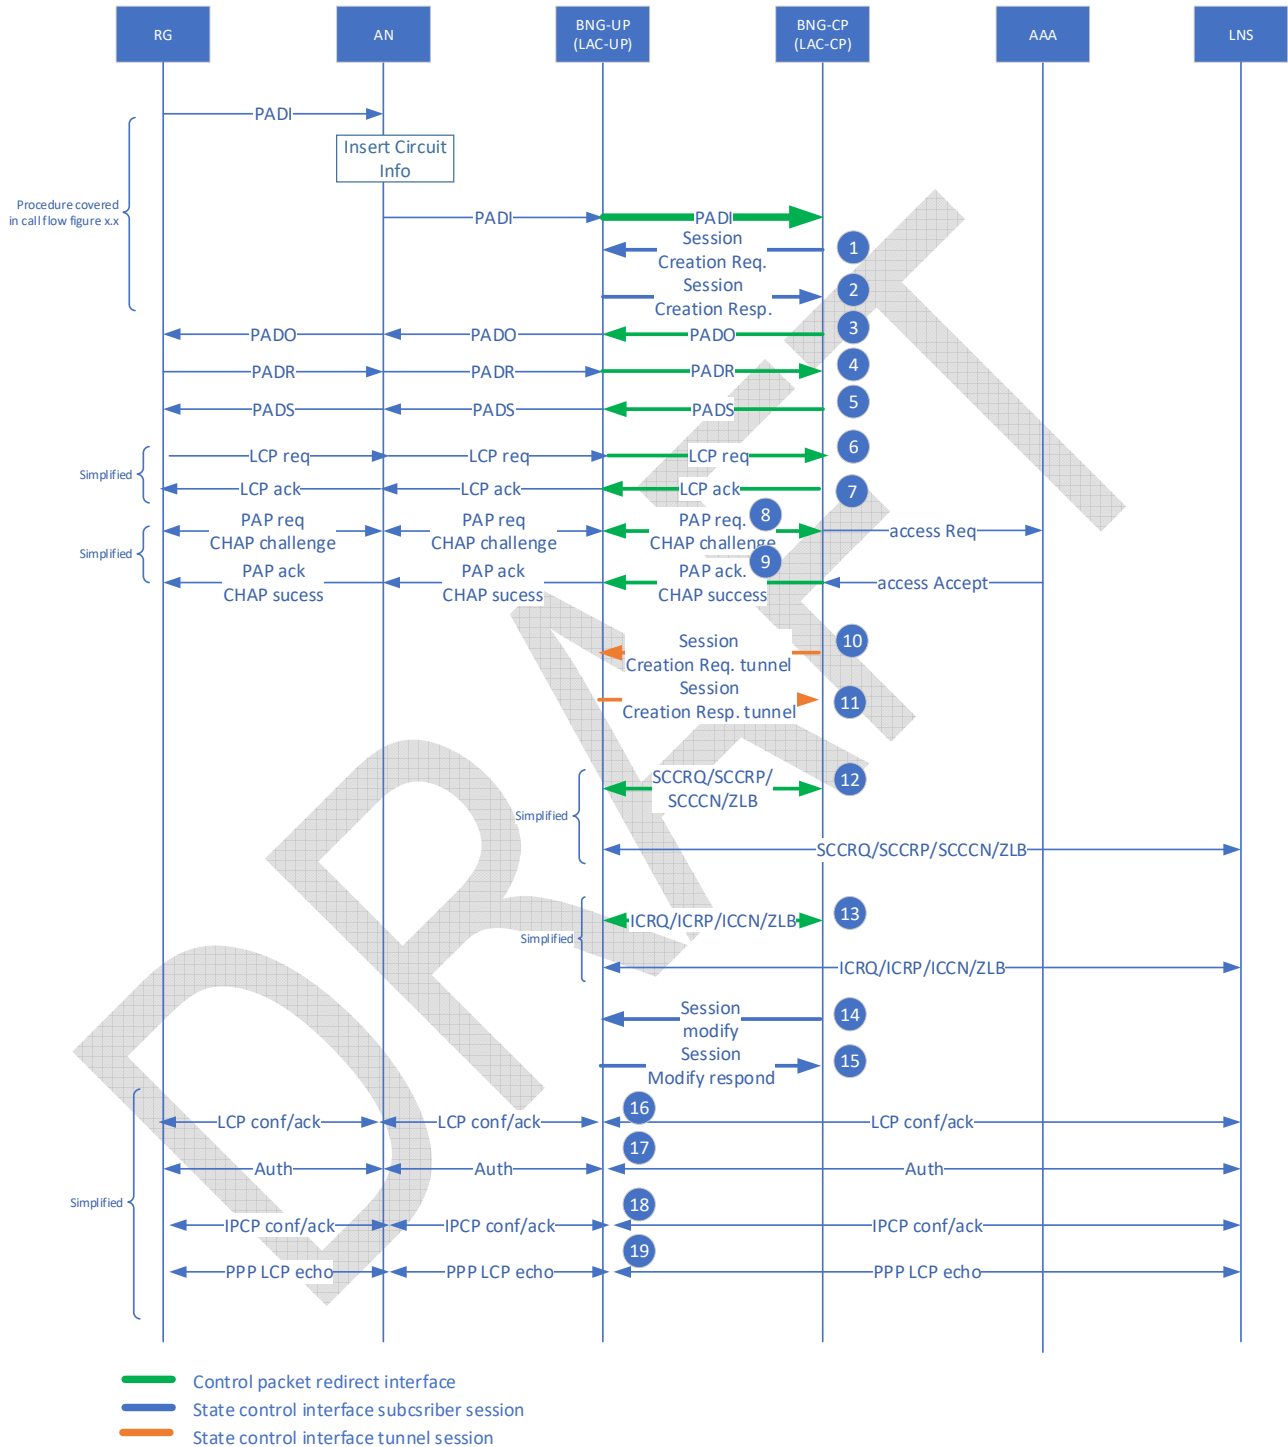 RG
AN
BNG-UP
(LAC-UP)
BNG-CP
(LAC-CP)
AAA
LNS
PADI
Insert Circuit
Info
Procedure covered
in call flow figure x.x
PADI
PADI
Session
Creation Req.
1
Session
Creation Resp.
2
PADO
PADO
PADO
3
PADR
PADR
PADR
4
PADS
PADS
PADS
5
Simplified
LCP req
LCP req
LCP req
6
LCP ack
LCP ack
LCP ack
7
Simplified
PAP req
CHAP challenge
PAP req
CHAP challenge
PAP req.
CHAP challenge
8
access Req
PAP ack
CHAP sucess
PAP ack
CHAP sucess
PAP ack.
CHAP success
9
access Accept
Session
Creation Req. tunnel
10
Session
Creation Resp. tunnel
11
Simplified
SCCRQ/SCCRP/
SCCCN/ZLB
12
SCCRQ/SCCRP/SCCCN/ZLB
Simplified
ICRQ/ICRP/ICCN/ZLB
13
ICRQ/ICRP/ICCN/ZLB
Session
modify
14
Session
Modify respond
15
Simplified
16
LCP conf/ack
LCP conf/ack
LCP conf/ack
17
Auth
Auth
Auth
18
IPCP conf/ack
IPCP conf/ack
IPCP conf/ack
19
PPP LCP echo
PPP LCP echo
PPP LCP echo
DRAFT
Control packet redirect interface
State control interface subcsriber session
State control interface tunnel session